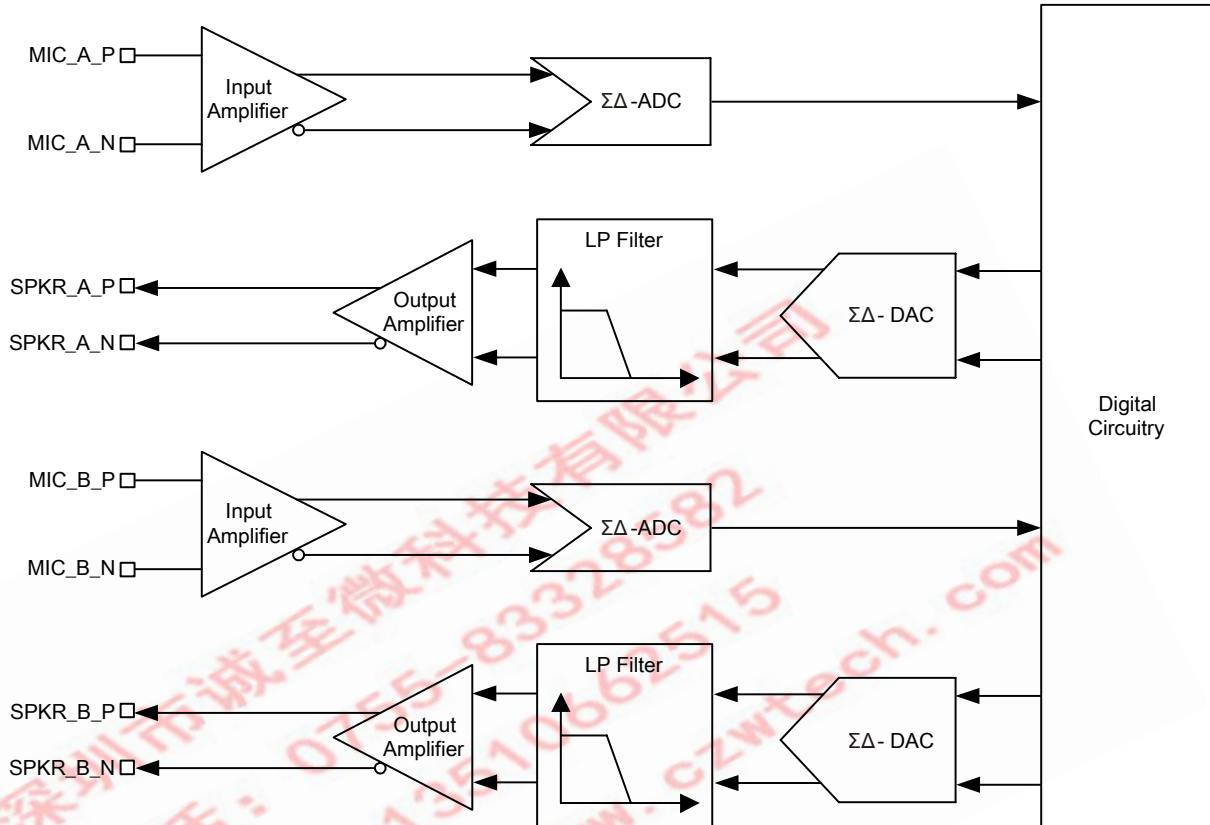 MIC_A_P
MIC_A_N
Input
Amplifier
ΣΔ-ADC
SPKR_A_P
SPKR_A_N
Output
Amplifier
LP Filter
ΣΔ- DAC
Digital
Circuitry
MIC_B_P
MIC_B_N
Input
Amplifier
ΣΔ-ADC
SPKR_B_P
SPKR_B_N
Output
Amplifier
LP Filter
ΣΔ- DAC
深圳市诚至微科技有限公司
话：0755-83328582
13510662515
w.czwtech.com